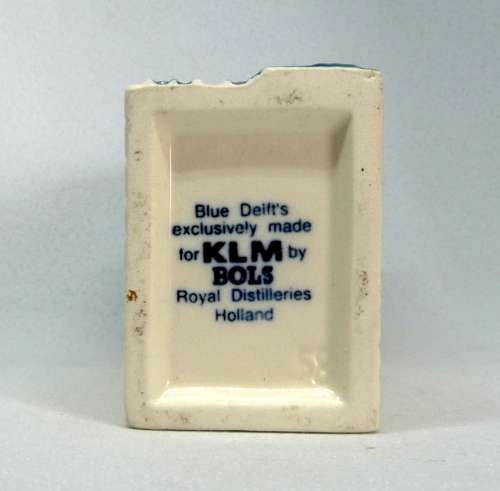 Blue Delft's
exclusively made
for KLM by
BOLS
Royal Distilleries
Holland